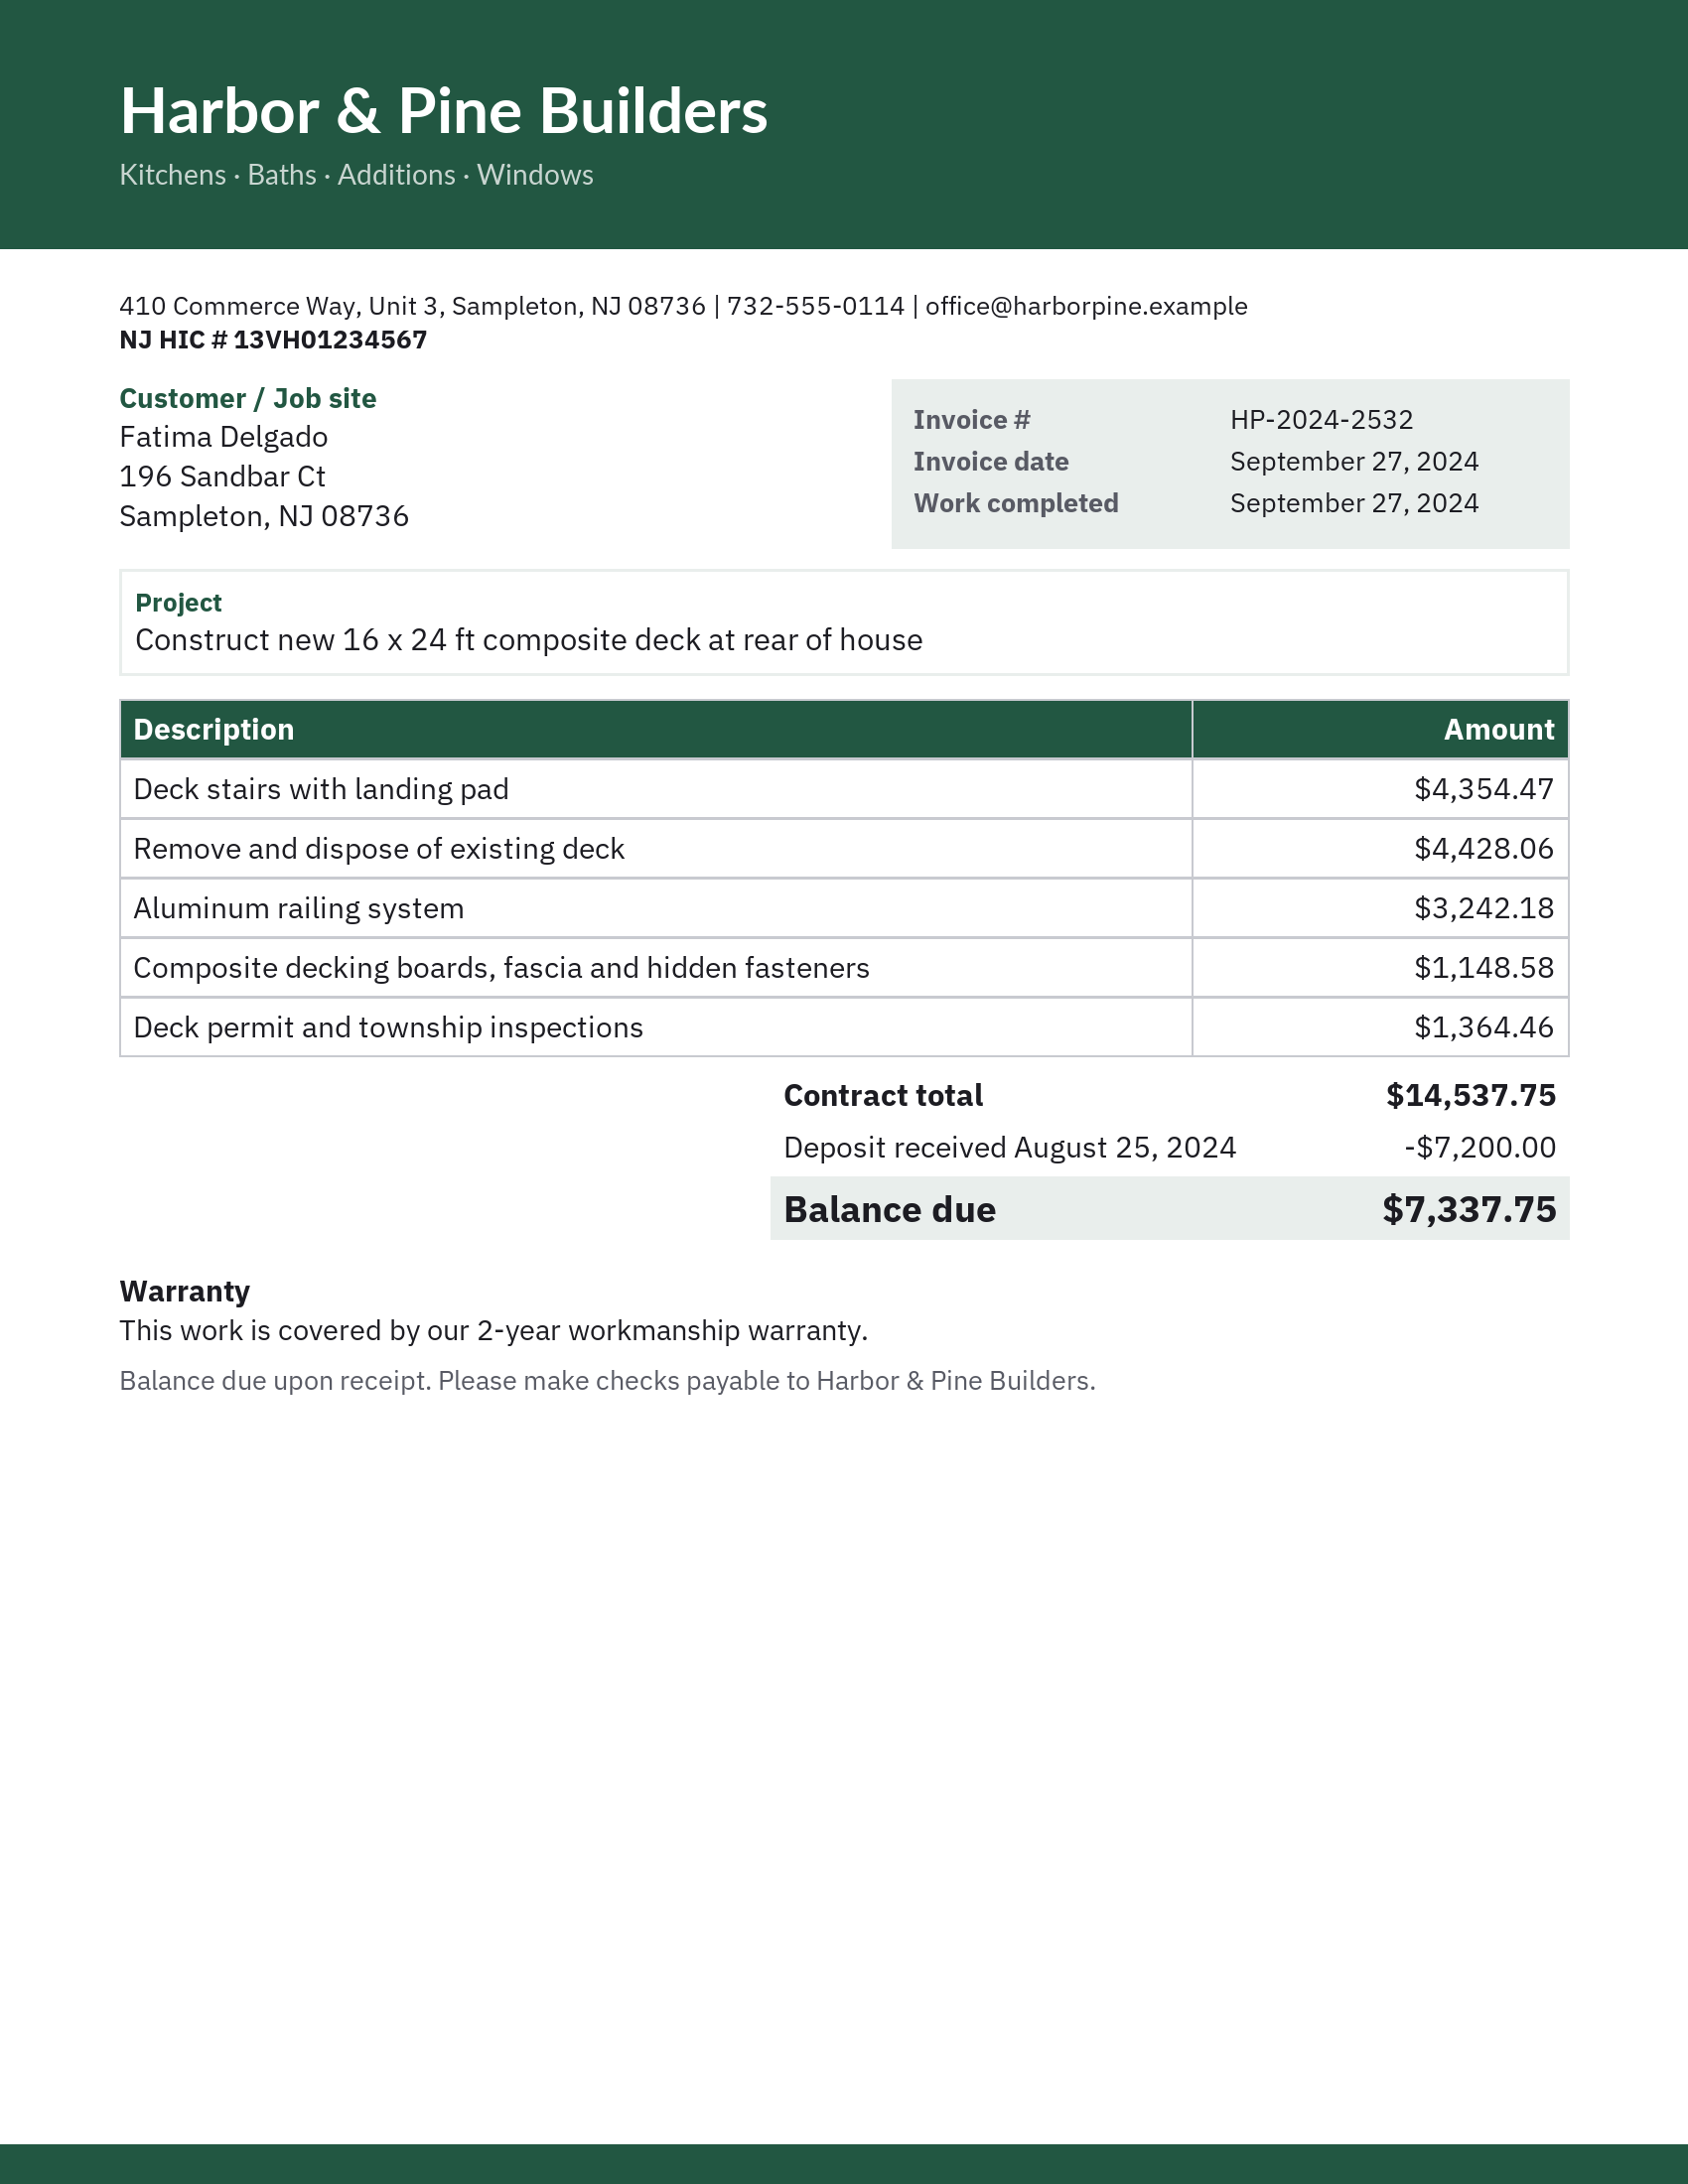 Harbor & Pine Builders
Kitchens · Baths · Additions · Windows
410 Commerce Way, Unit 3, Sampleton, NJ 08736 | 732-555-0114 | office@harborpine.example
NJ HIC # 13VH01234567
Customer / Job site
Fatima Delgado
196 Sandbar Ct
Sampleton, NJ 08736
Invoice # HP-2024-2532
Invoice date September 27, 2024
Work completed September 27, 2024
Project
Construct new 16 x 24 ft composite deck at rear of house
Description Amount
Deck stairs with landing pad $4,354.47
Remove and dispose of existing deck $4,428.06
Aluminum railing system $3,242.18
Composite decking boards, fascia and hidden fasteners $1,148.58
Deck permit and township inspections $1,364.46
Contract total $14,537.75
Deposit received August 25, 2024 -$7,200.00
Balance due $7,337.75
Warranty
This work is covered by our 2-year workmanship warranty.
Balance due upon receipt. Please make checks payable to Harbor & Pine Builders.